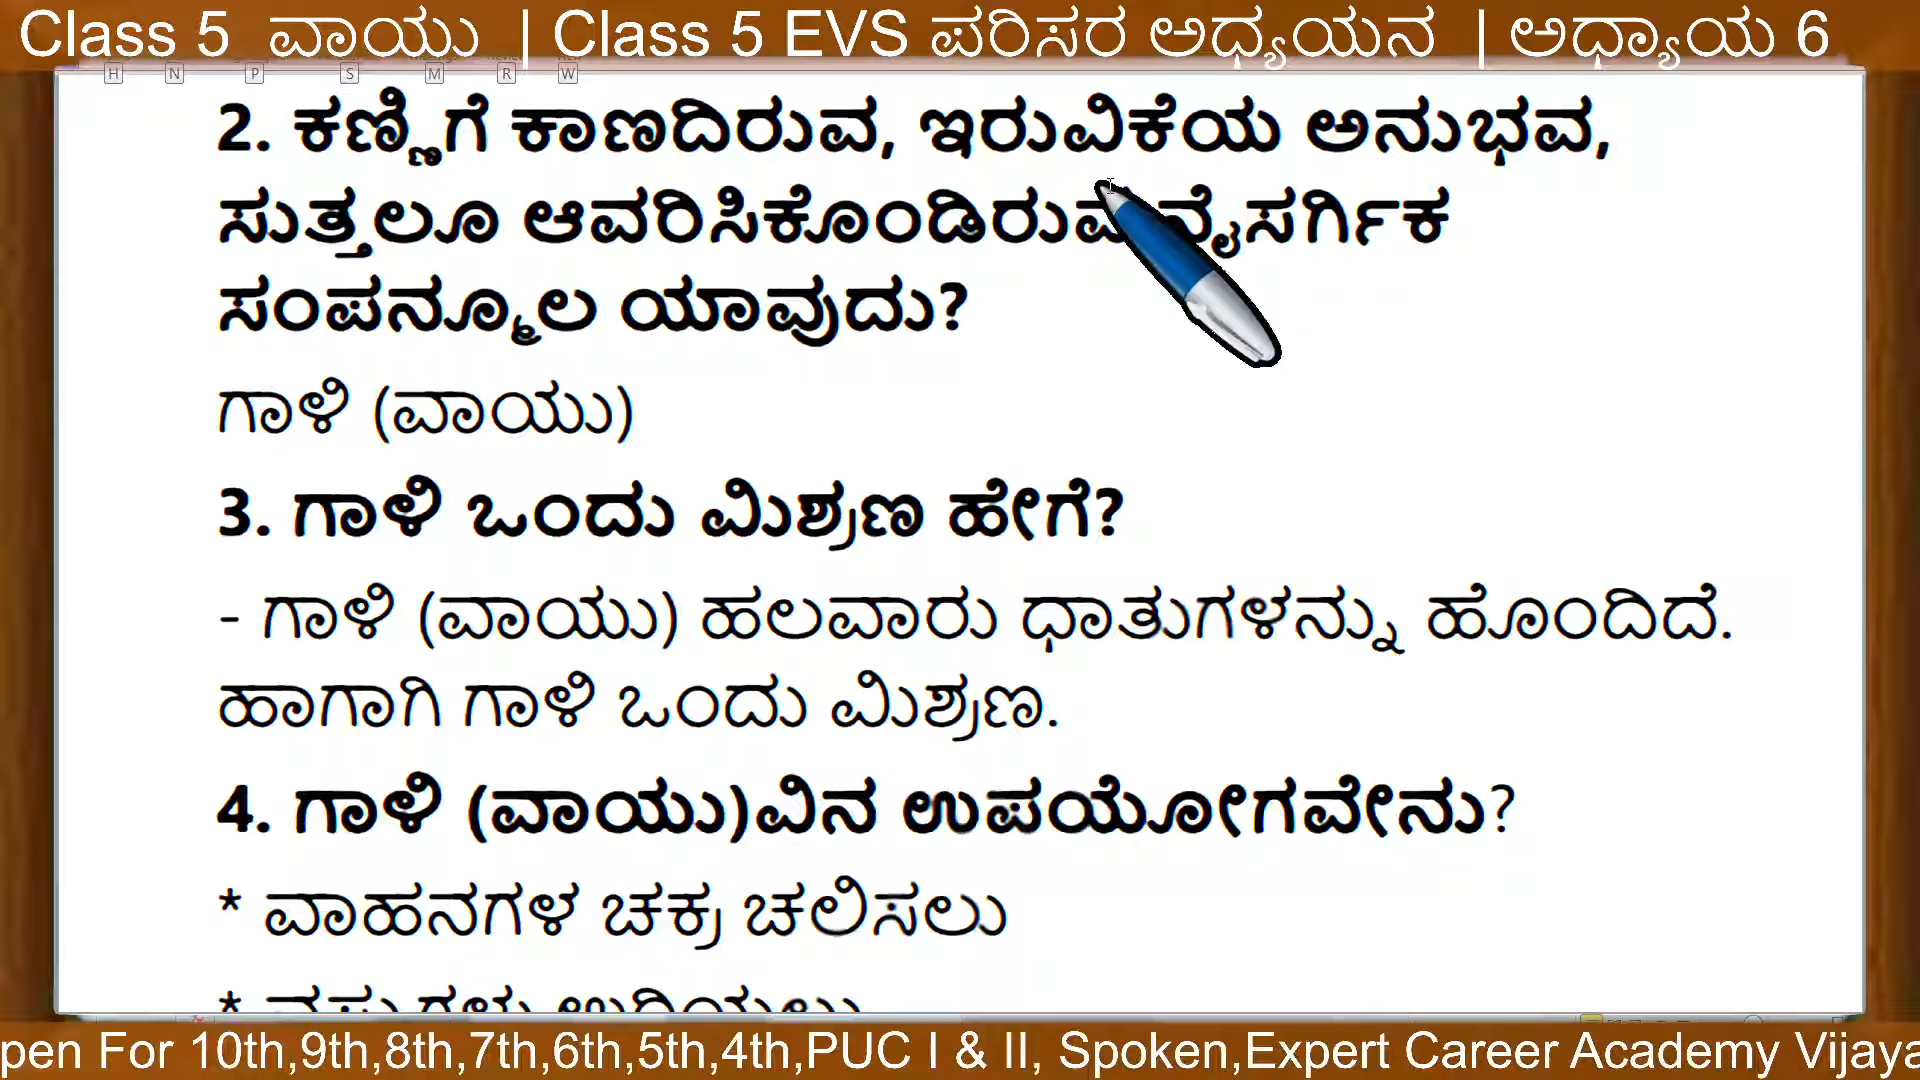 Class 5 ವಾಯು | Class 5 EVS ಪರಿಸರ ಅಧ್ಯಯನ | ಅಧ್ಯಾಯ 6
H N P S M R W
2. ಕಣ್ಣಿಗೆ ಕಾಣದಿರುವ, ಇರುವಿಕೆಯ ಅನುಭವ,
ಸುತ್ತಲೂ ಆವರಿಸಿಕೊಂಡಿರುವ ನೈಸರ್ಗಿಕ
ಸಂಪನ್ಮೂಲ ಯಾವುದು?
ಗಾಳಿ (ವಾಯು)
3. ಗಾಳಿ ಒಂದು ಮಿಶ್ರಣ ಹೇಗೆ?
- ಗಾಳಿ (ವಾಯು) ಹಲವಾರು ಧಾತುಗಳನ್ನು ಹೊಂದಿದೆ.
ಹಾಗಾಗಿ ಗಾಳಿ ಒಂದು ಮಿಶ್ರಣ.
4. ಗಾಳಿ (ವಾಯು)ವಿನ ಉಪಯೋಗವೇನು?
* ವಾಹನಗಳ ಚಕ್ರ ಚಲಿಸಲು
pen For 10th,9th,8th,7th,6th,5th,4th,PUC I & II, Spoken,Expert Career Academy Vijaya